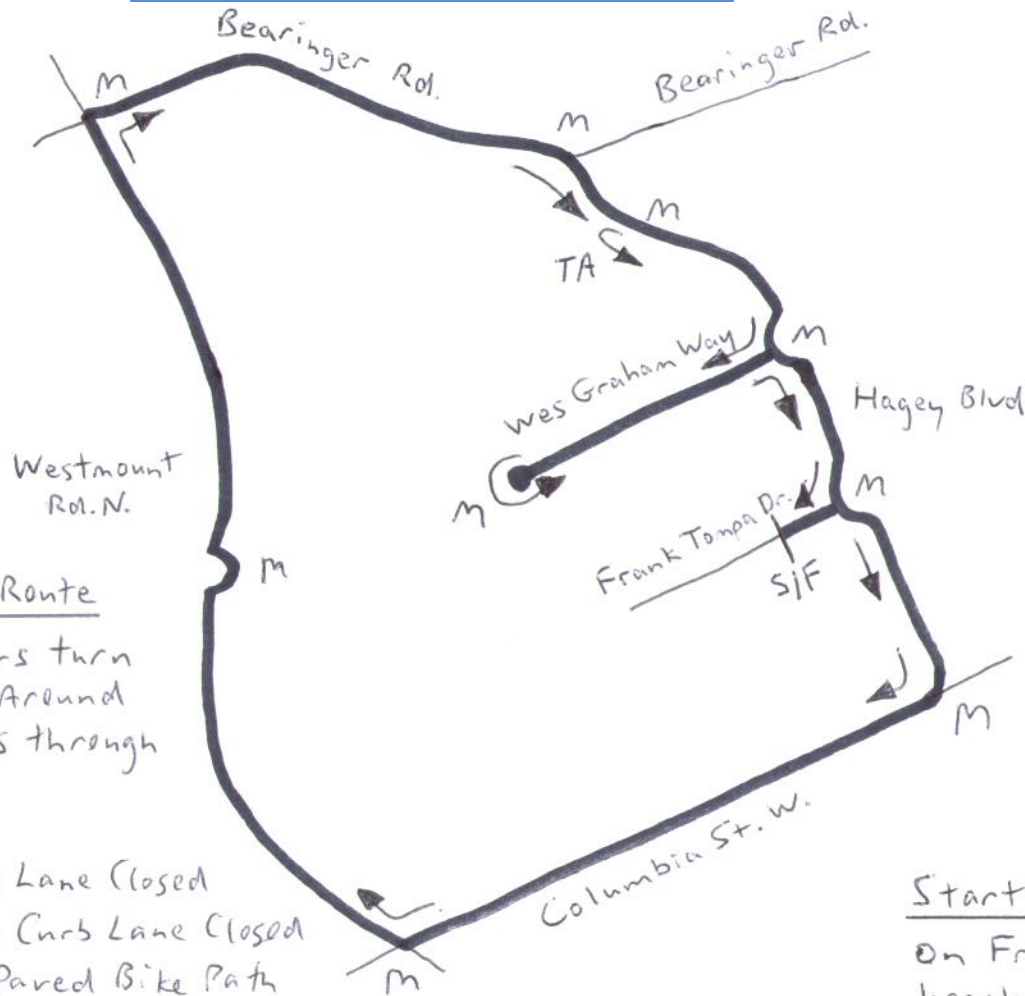 Bearinger Rd.
Bearinger Rd.
M
M
M
TA
M
Wes Graham Way
Hagey Blvd
Westmount
Rd. N.
M
M
Frank Tompa Dr.
S/F
M
Route
rs turn
Around
s through
M
Columbia St. W.
Lane Closed
Curb Lane Closed
Paved Bike Path
M
Start
On Fr